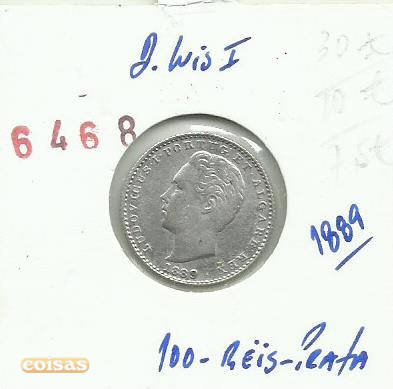 D. Luis I
30 €
10 €
6468
LUDOVICUS I PORTUG: ET ALGARB: REX
1889
1889
100 - REIS - PRATA
coisas